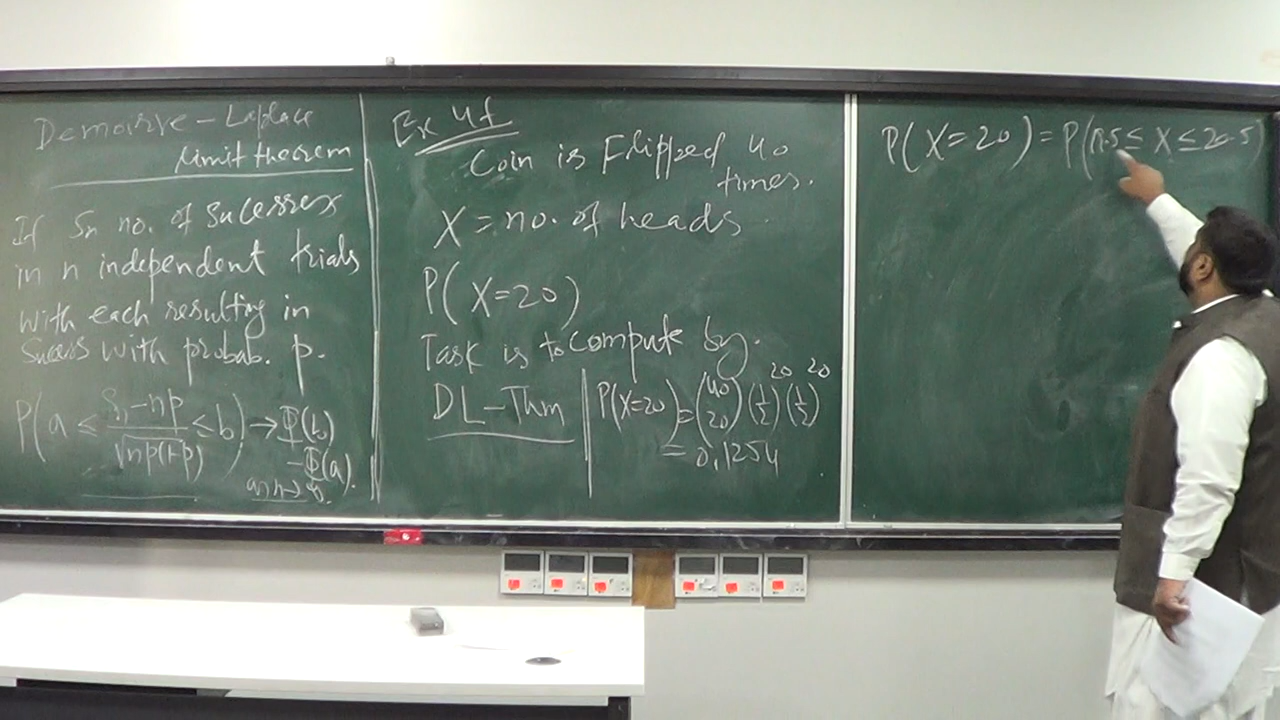 Demoirve - Laplace
limit theorem
If Sn no. of Sucesses
in n independent trials
with each resulting in
Success with probab. p.
P(a ≤ Sn-np/√np(1-p) ≤ b) → Φ(b)
-Φ(a).
as n→∞.
Ex 4f
Coin is Flipped 40
times.
X = no. of heads
P(X=20)
Task is to compute by.
DL-Thm
P(X=20) = (40 20)(1/2)^20(1/2)^20
= 0.1254
P(X=20) = P(19.5 ≤ X ≤ 20.5)